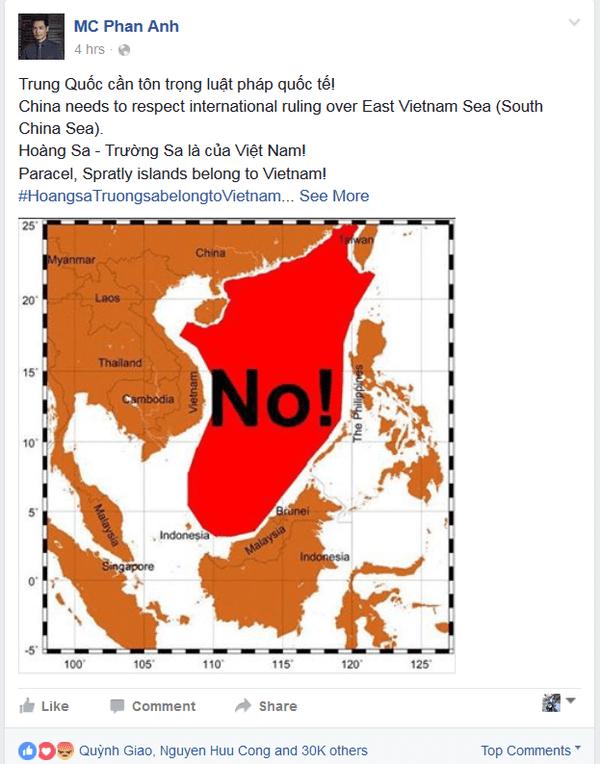 MC Phan Anh
4 hrs ·
Trung Quốc cần tôn trọng luật pháp quốc tế!
China needs to respect international ruling over East Vietnam Sea (South
China Sea).
Hoàng Sa - Trường Sa là của Việt Nam!
Paracel, Spratly islands belong to Vietnam!
#HoangsaTruongsabelongtoVietnam... See More
25°
Taiwan
China
Myanmar
Laos
20°
Thailand
15°
Vietnam
Cambodia
No!
The Philippines
10°
5°
Brunei
Malaysia
Indonesia
Malaysia
Indonesia
Singapore
0°
-5°
100° 105° 110° 115° 120° 125°
Like Comment Share
Quỳnh Giao, Nguyen Huu Cong and 30K others Top Comments